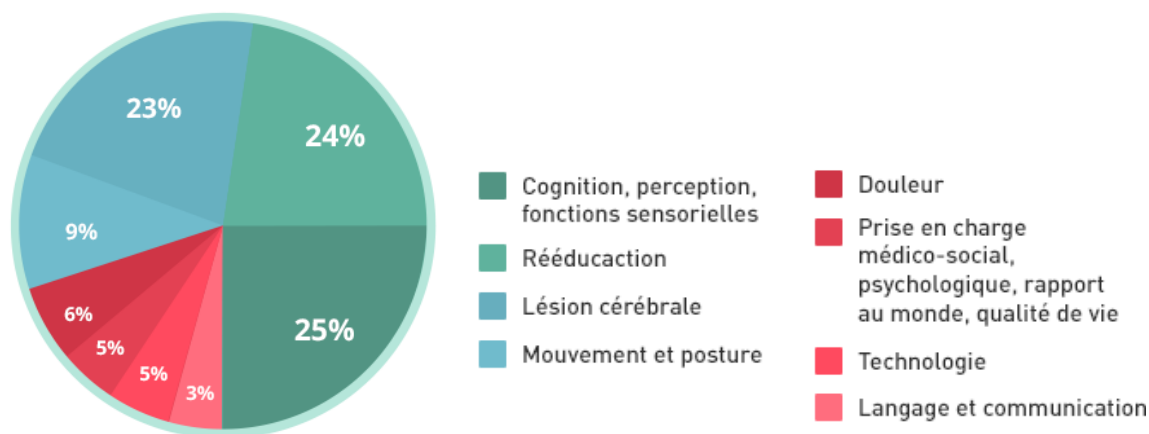 23%
24%
9%
6%
5%
5%
3%
25%
Cognition, perception,
fonctions sensorielles
Rééducaction
Lésion cérébrale
Mouvement et posture
Douleur
Prise en charge
médico-social,
psychologique, rapport
au monde, qualité de vie
Technologie
Langage et communication